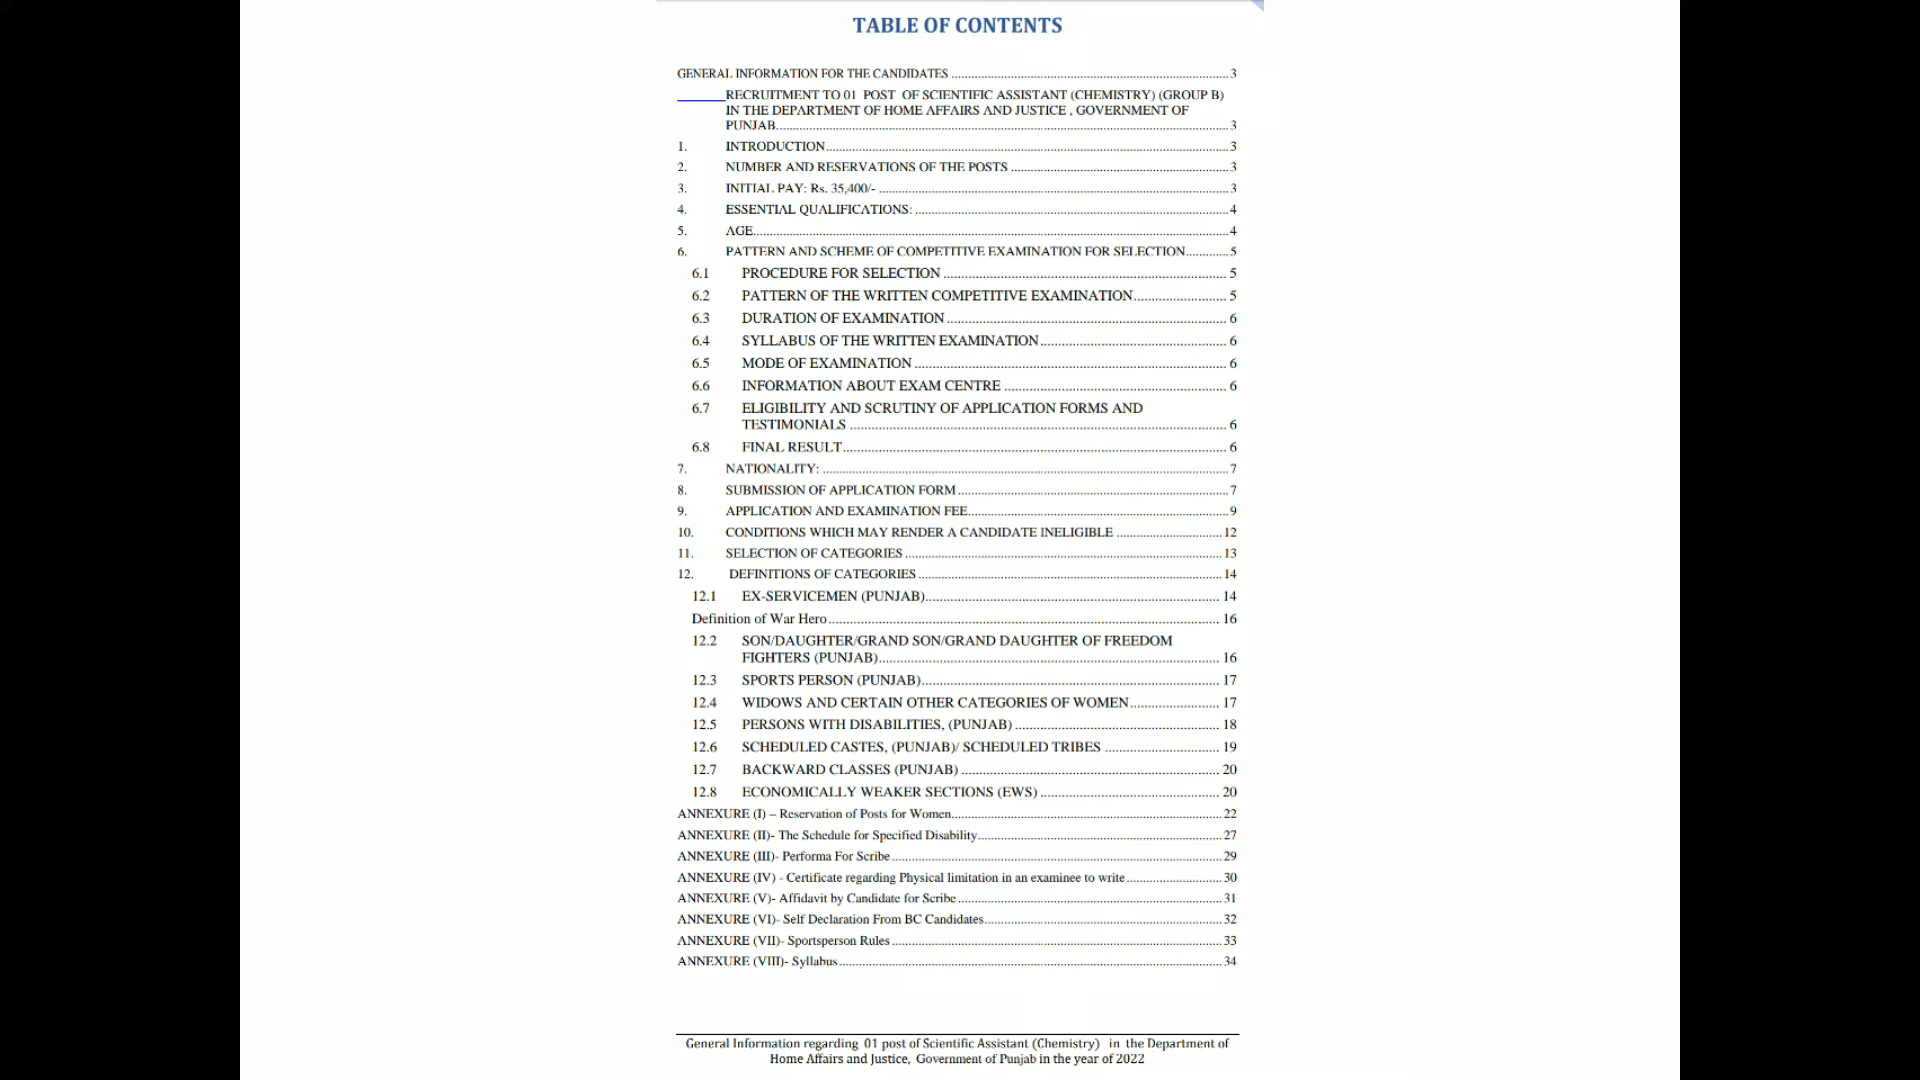 TABLE OF CONTENTS
GENERAL INFORMATION FOR THE CANDIDATES ........ 3
RECRUITMENT TO 01 POST OF SCIENTIFIC ASSISTANT (CHEMISTRY) (GROUP B)
IN THE DEPARTMENT OF HOME AFFAIRS AND JUSTICE , GOVERNMENT OF
PUNJAB........ 3
1. INTRODUCTION........ 3
2. NUMBER AND RESERVATIONS OF THE POSTS ........ 3
3. INITIAL PAY: Rs. 35,400/- ........ 3
4. ESSENTIAL QUALIFICATIONS: ........ 4
5. AGE........ 4
6. PATTERN AND SCHEME OF COMPETITIVE EXAMINATION FOR SELECTION........ 5
6.1 PROCEDURE FOR SELECTION ........ 5
6.2 PATTERN OF THE WRITTEN COMPETITIVE EXAMINATION........ 5
6.3 DURATION OF EXAMINATION ........ 6
6.4 SYLLABUS OF THE WRITTEN EXAMINATION........ 6
6.5 MODE OF EXAMINATION ........ 6
6.6 INFORMATION ABOUT EXAM CENTRE ........ 6
6.7 ELIGIBILITY AND SCRUTINY OF APPLICATION FORMS AND
TESTIMONIALS ........ 6
6.8 FINAL RESULT........ 6
7. NATIONALITY: ........ 7
8. SUBMISSION OF APPLICATION FORM ........ 7
9. APPLICATION AND EXAMINATION FEE........ 9
10. CONDITIONS WHICH MAY RENDER A CANDIDATE INELIGIBLE ........ 12
11. SELECTION OF CATEGORIES ........ 13
12. DEFINITIONS OF CATEGORIES ........ 14
12.1 EX-SERVICEMEN (PUNJAB)........ 14
Definition of War Hero........ 16
12.2 SON/DAUGHTER/GRAND SON/GRAND DAUGHTER OF FREEDOM
FIGHTERS (PUNJAB)........ 16
12.3 SPORTS PERSON (PUNJAB)........ 17
12.4 WIDOWS AND CERTAIN OTHER CATEGORIES OF WOMEN........ 17
12.5 PERSONS WITH DISABILITIES, (PUNJAB) ........ 18
12.6 SCHEDULED CASTES, (PUNJAB)/ SCHEDULED TRIBES ........ 19
12.7 BACKWARD CLASSES (PUNJAB) ........ 20
12.8 ECONOMICALLY WEAKER SECTIONS (EWS) ........ 20
ANNEXURE (I) – Reservation of Posts for Women........ 22
ANNEXURE (II)- The Schedule for Specified Disability........ 27
ANNEXURE (III)- Performa For Scribe ........ 29
ANNEXURE (IV) - Certificate regarding Physical limitation in an examinee to write........ 30
ANNEXURE (V)- Affidavit by Candidate for Scribe ........ 31
ANNEXURE (VI)- Self Declaration From BC Candidates........ 32
ANNEXURE (VII)- Sportsperson Rules ........ 33
ANNEXURE (VIII)- Syllabus ........ 34
General Information regarding 01 post of Scientific Assistant (Chemistry) in the Department of
Home Affairs and Justice, Government of Punjab in the year of 2022